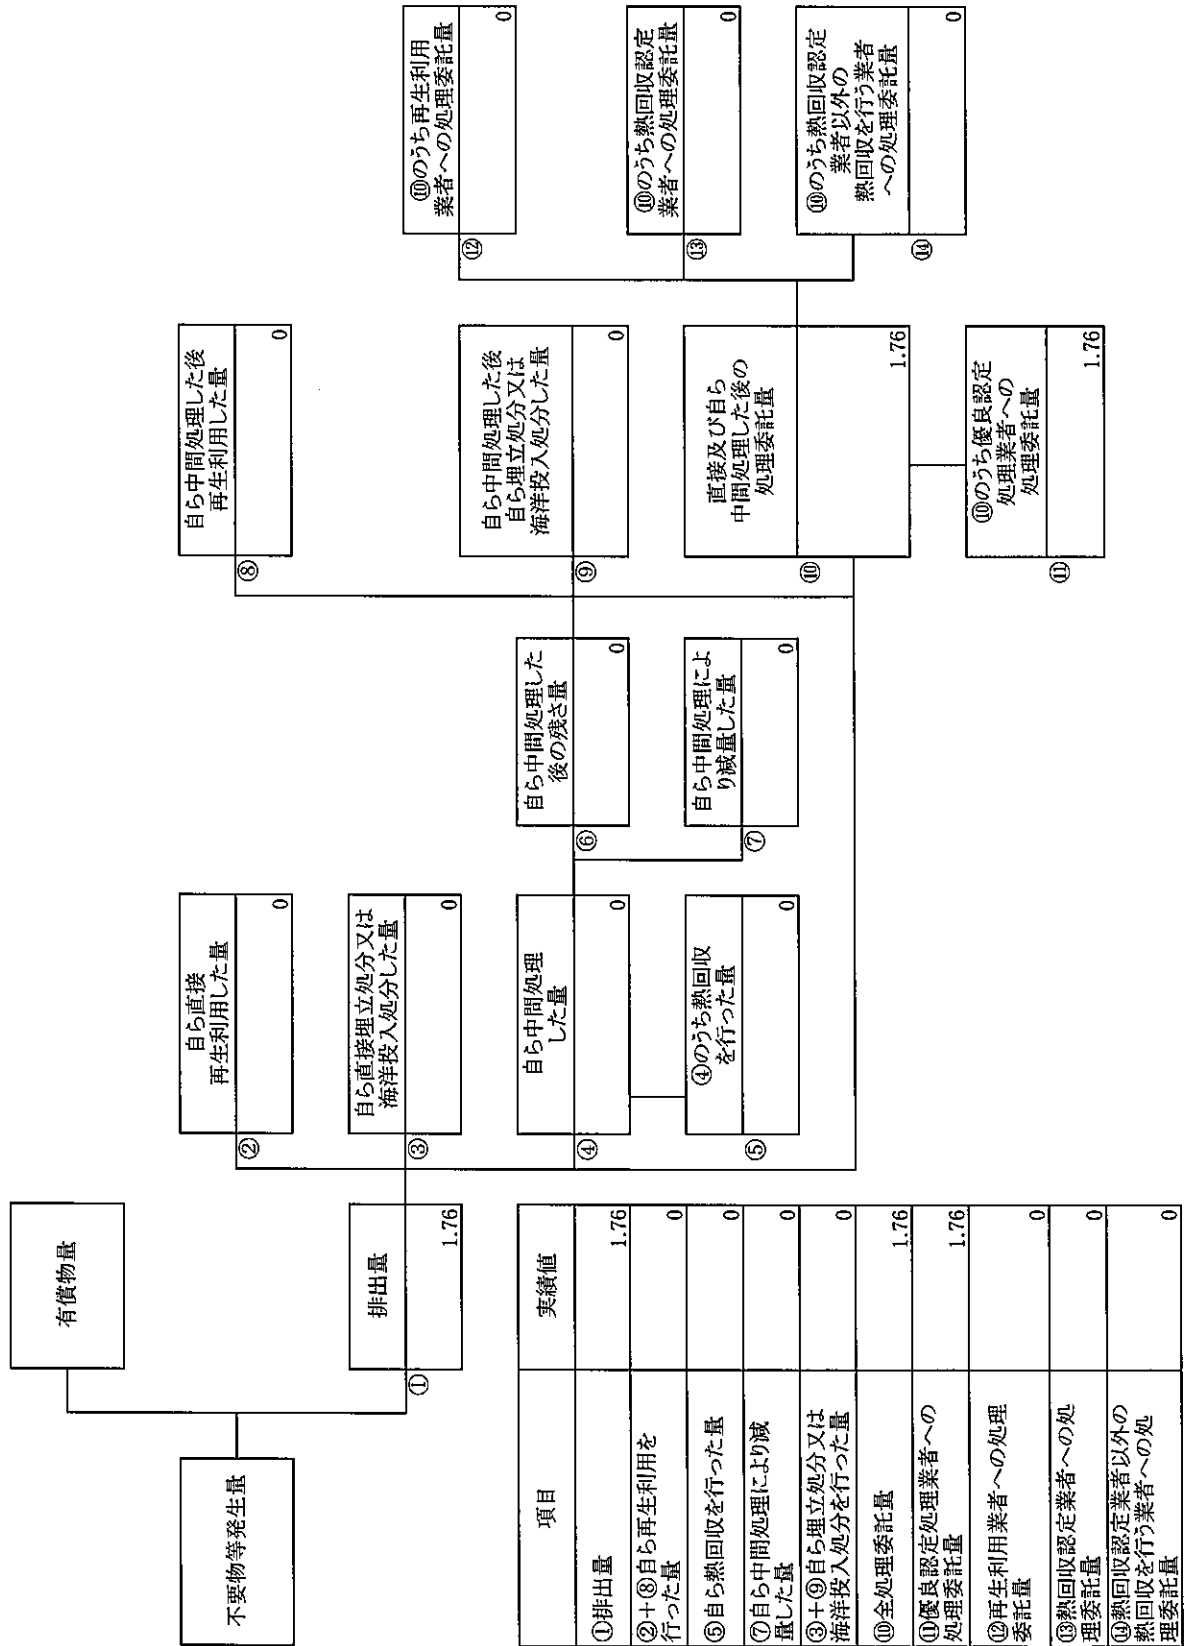 不要物等発生量
有償物量
①
排出量
1.76
②
自ら直接
再生利用した量
0
③
自ら直接埋立処分又は
海洋投入処分した量
0
④
自ら中間処理
した量
0
⑤
④のうち熱回収
を行った量
0
⑥
自ら中間処理した
後の残さ量
0
⑦
自ら中間処理によ
り減量した量
0
⑧
自ら中間処理した後
再生利用した量
0
⑨
自ら中間処理した後
自ら埋立処分又は
海洋投入処分した量
0
⑩
直接及び自ら
中間処理した後の
処理委託量
1.76
⑪
⑩のうち優良認定
処理業者への
処理委託量
1.76
⑫
⑩のうち再生利用
業者への処理委託量
0
⑬
⑩のうち熱回収認定
業者への処理委託量
0
⑭
⑩のうち熱回収認定
業者以外の
熱回収を行う業者
への処理委託量
0
項目 実績値
①排出量 1.76
②+⑧自ら再生利用を
行った量 0
⑤自ら熱回収を行った量 0
⑦自ら中間処理により減
量した量 0
③+⑨自ら埋立処分又は
海洋投入処分を行った量 0
⑩全処理委託量 1.76
⑪優良認定処理業者への
処理委託量 1.76
⑫再生利用業者への処理
委託量 0
⑬熱回収認定業者への処
理委託量 0
⑭熱回収認定業者以外の
熱回収を行う業者への処
理委託量 0